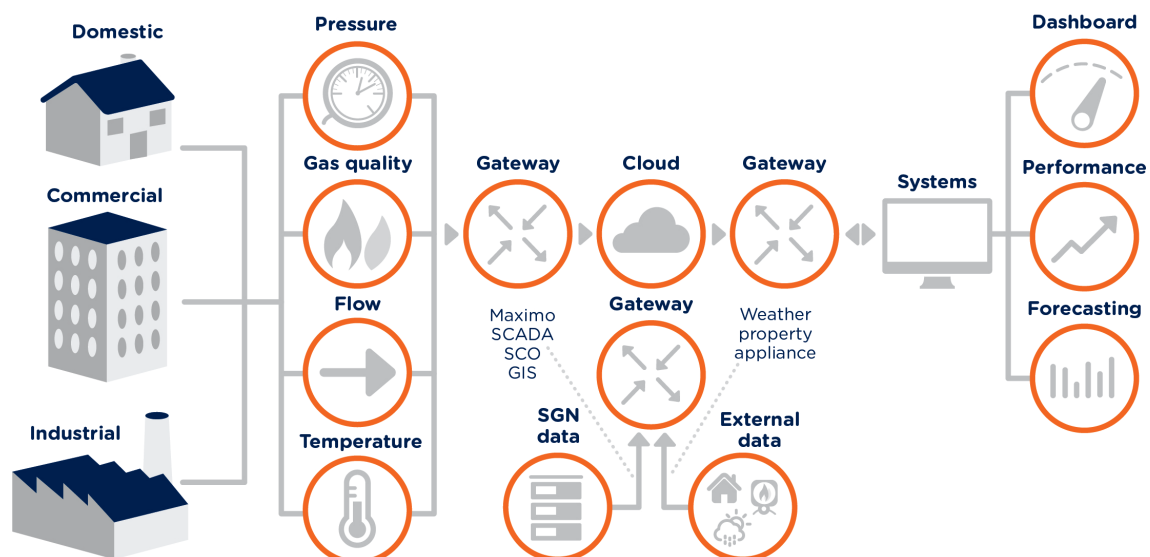 Domestic
Commercial
Industrial
Pressure
Gas quality
Flow
Temperature
Gateway
Cloud
Gateway
Gateway
Maximo
SCADA
SCO
GIS
Weather
property
appliance
SGN
data
External
data
Systems
Dashboard
Performance
Forecasting